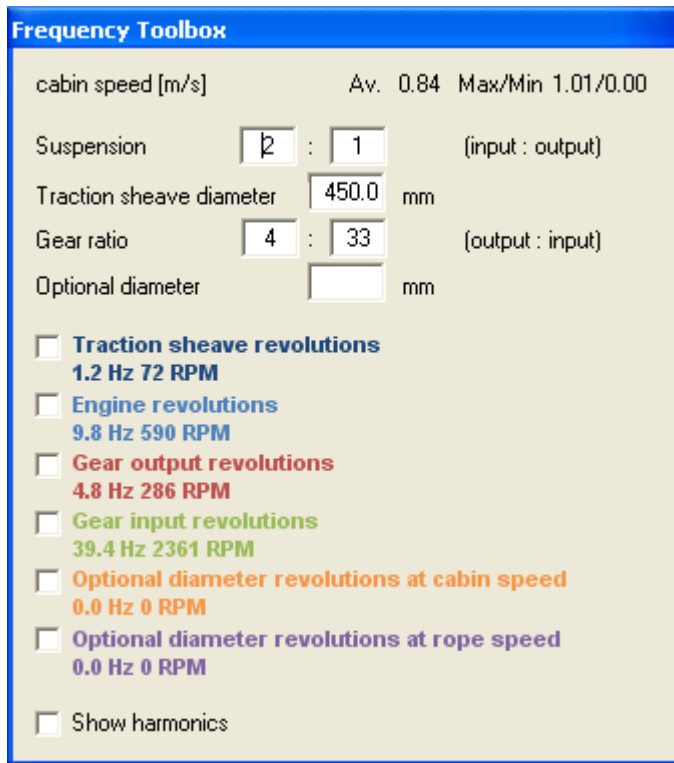 Frequency Toolbox
cabin speed [m/s] Av. 0.84 Max/Min 1.01/0.00
Suspension 2 : 1 (input : output)
Traction sheave diameter 450.0 mm
Gear ratio 4 : 33 (output : input)
Optional diameter mm
Traction sheave revolutions
1.2 Hz 72 RPM
Engine revolutions
9.8 Hz 590 RPM
Gear output revolutions
4.8 Hz 286 RPM
Gear input revolutions
39.4 Hz 2361 RPM
Optional diameter revolutions at cabin speed
0.0 Hz 0 RPM
Optional diameter revolutions at rope speed
0.0 Hz 0 RPM
Show harmonics